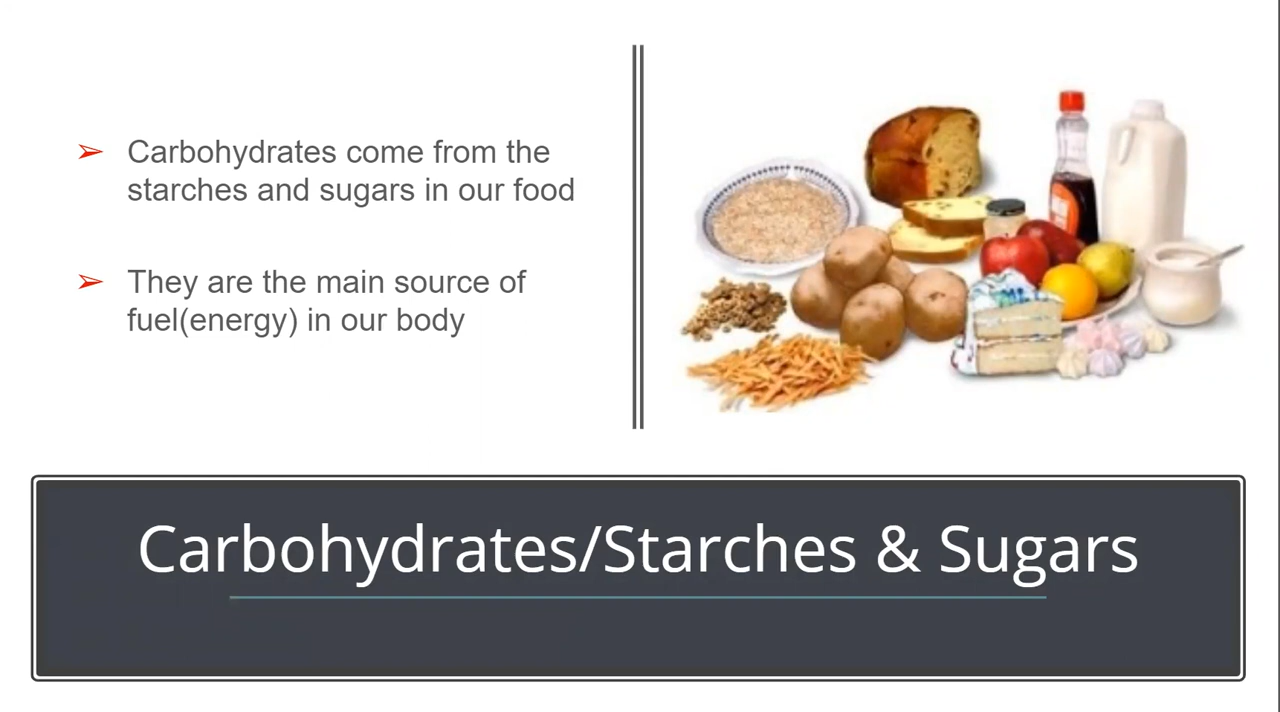 ➢ Carbohydrates come from the
starches and sugars in our food
➢ They are the main source of
fuel(energy) in our body
Carbohydrates/Starches & Sugars